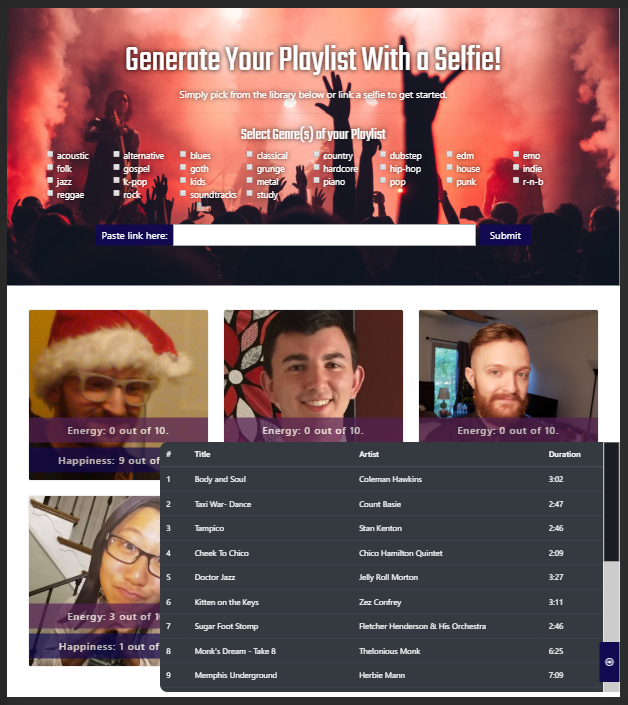 Generate Your Playlist With a Selfie!
Simply pick from the library below or link a selfie to get started.
Select Genre(s) of your Playlist
acoustic alternative blues classical country dubstep edm emo
folk gospel goth grunge hardcore hip-hop house indie
jazz k-pop kids metal piano pop punk r-n-b
reggae rock soundtracks study
Paste link here: Submit
Energy: 0 out of 10. Energy: 0 out of 10. Energy: 0 out of 10.
Happiness: 9 out of
Energy: 3 out of 1
Happiness: 1 out of
# Title Artist Duration
1 Body and Soul Coleman Hawkins 3:02
2 Taxi War- Dance Count Basie 2:47
3 Tampico Stan Kenton 2:46
4 Cheek To Chico Chico Hamilton Quintet 2:09
5 Doctor Jazz Jelly Roll Morton 3:27
6 Kitten on the Keys Zez Confrey 3:11
7 Sugar Foot Stomp Fletcher Henderson & His Orchestra 2:46
8 Monk's Dream - Take 8 Thelonious Monk 6:25
9 Memphis Underground Herbie Mann 7:09